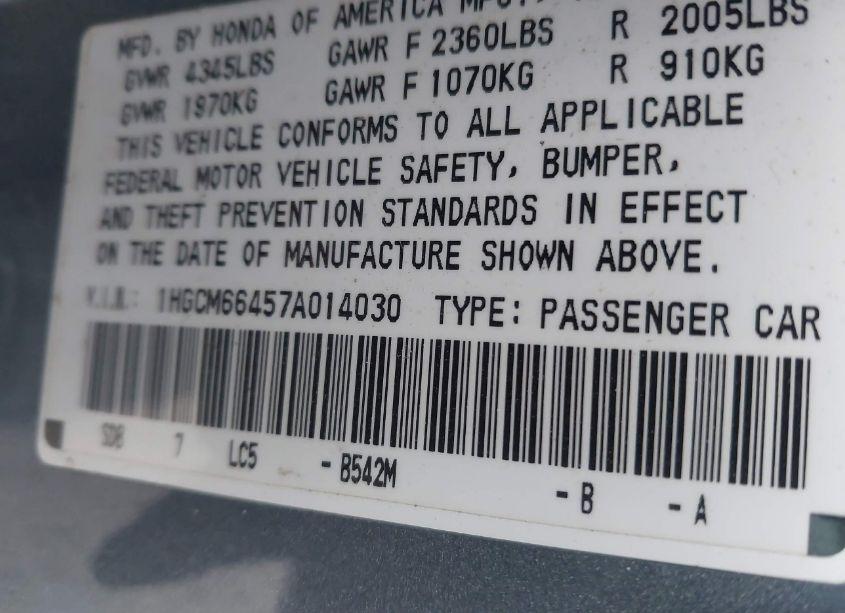 MFD. BY HONDA OF AMERICA MFG.,
GVWR 4345LBS GAWR F 2360LBS R 2005LBS
GVWR 1970KG GAWR F 1070KG R 910KG
THIS VEHICLE CONFORMS TO ALL APPLICABLE
FEDERAL MOTOR VEHICLE SAFETY, BUMPER,
AND THEFT PREVENTION STANDARDS IN EFFECT
ON THE DATE OF MANUFACTURE SHOWN ABOVE.
V.I.N.: 1HGCM66457A014030 TYPE: PASSENGER CAR
SDB 7 LC5 - B542M - B - A